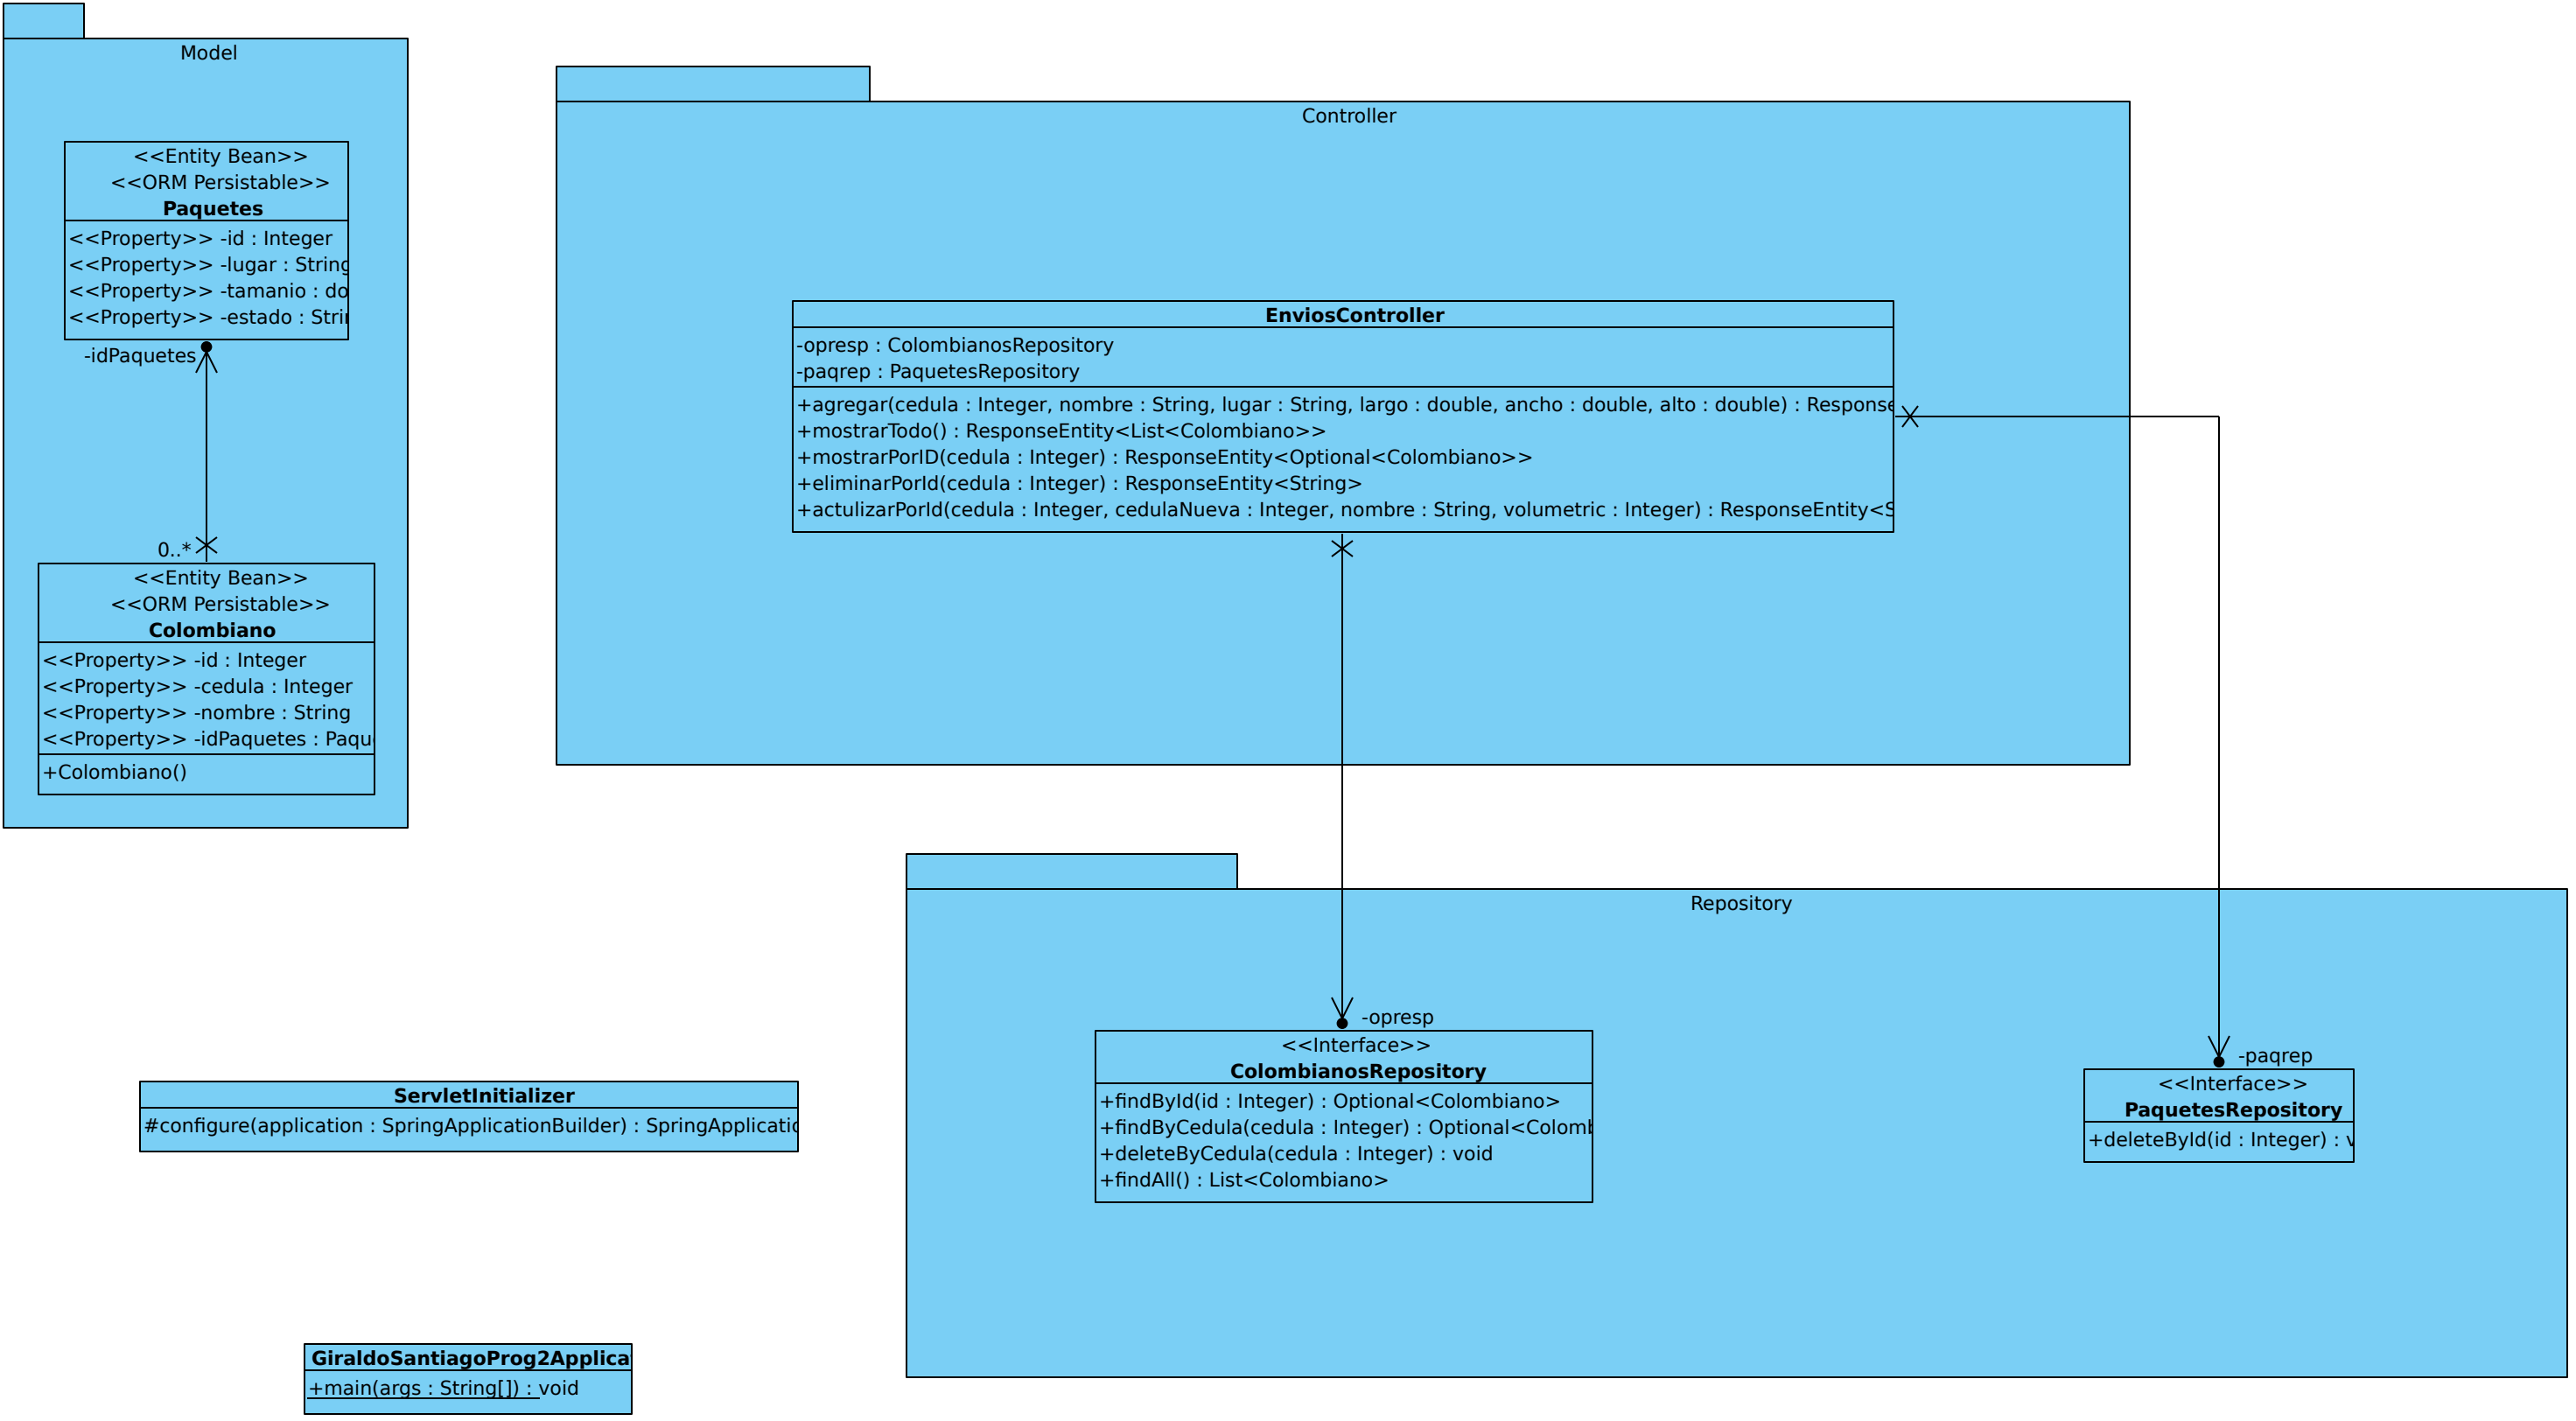 Model
<<Entity Bean>>
<<ORM Persistable>>
Paquetes
<<Property>> -id : Integer
<<Property>> -lugar : String
<<Property>> -tamanio : do
<<Property>> -estado : Stri
-idPaquetes
0..*
<<Entity Bean>>
<<ORM Persistable>>
Colombiano
<<Property>> -id : Integer
<<Property>> -cedula : Integer
<<Property>> -nombre : String
<<Property>> -idPaquetes : Paqu
+Colombiano()
Controller
EnviosController
-opresp : ColombianosRepository
-paqrep : PaquetesRepository
+agregar(cedula : Integer, nombre : String, lugar : String, largo : double, ancho : double, alto : double) : Response
+mostrarTodo() : ResponseEntity<List<Colombiano>>
+mostrarPorID(cedula : Integer) : ResponseEntity<Optional<Colombiano>>
+eliminarPorId(cedula : Integer) : ResponseEntity<String>
+actulizarPorId(cedula : Integer, cedulaNueva : Integer, nombre : String, volumetric : Integer) : ResponseEntity<S
Repository
-opresp
<<Interface>>
ColombianosRepository
+findById(id : Integer) : Optional<Colombiano>
+findByCedula(cedula : Integer) : Optional<Colomb
+deleteByCedula(cedula : Integer) : void
+findAll() : List<Colombiano>
-paqrep
<<Interface>>
PaquetesRepository
+deleteById(id : Integer) : v
ServletInitializer
#configure(application : SpringApplicationBuilder) : SpringApplicatio
GiraldoSantiagoProg2Applica
+main(args : String[]) : void